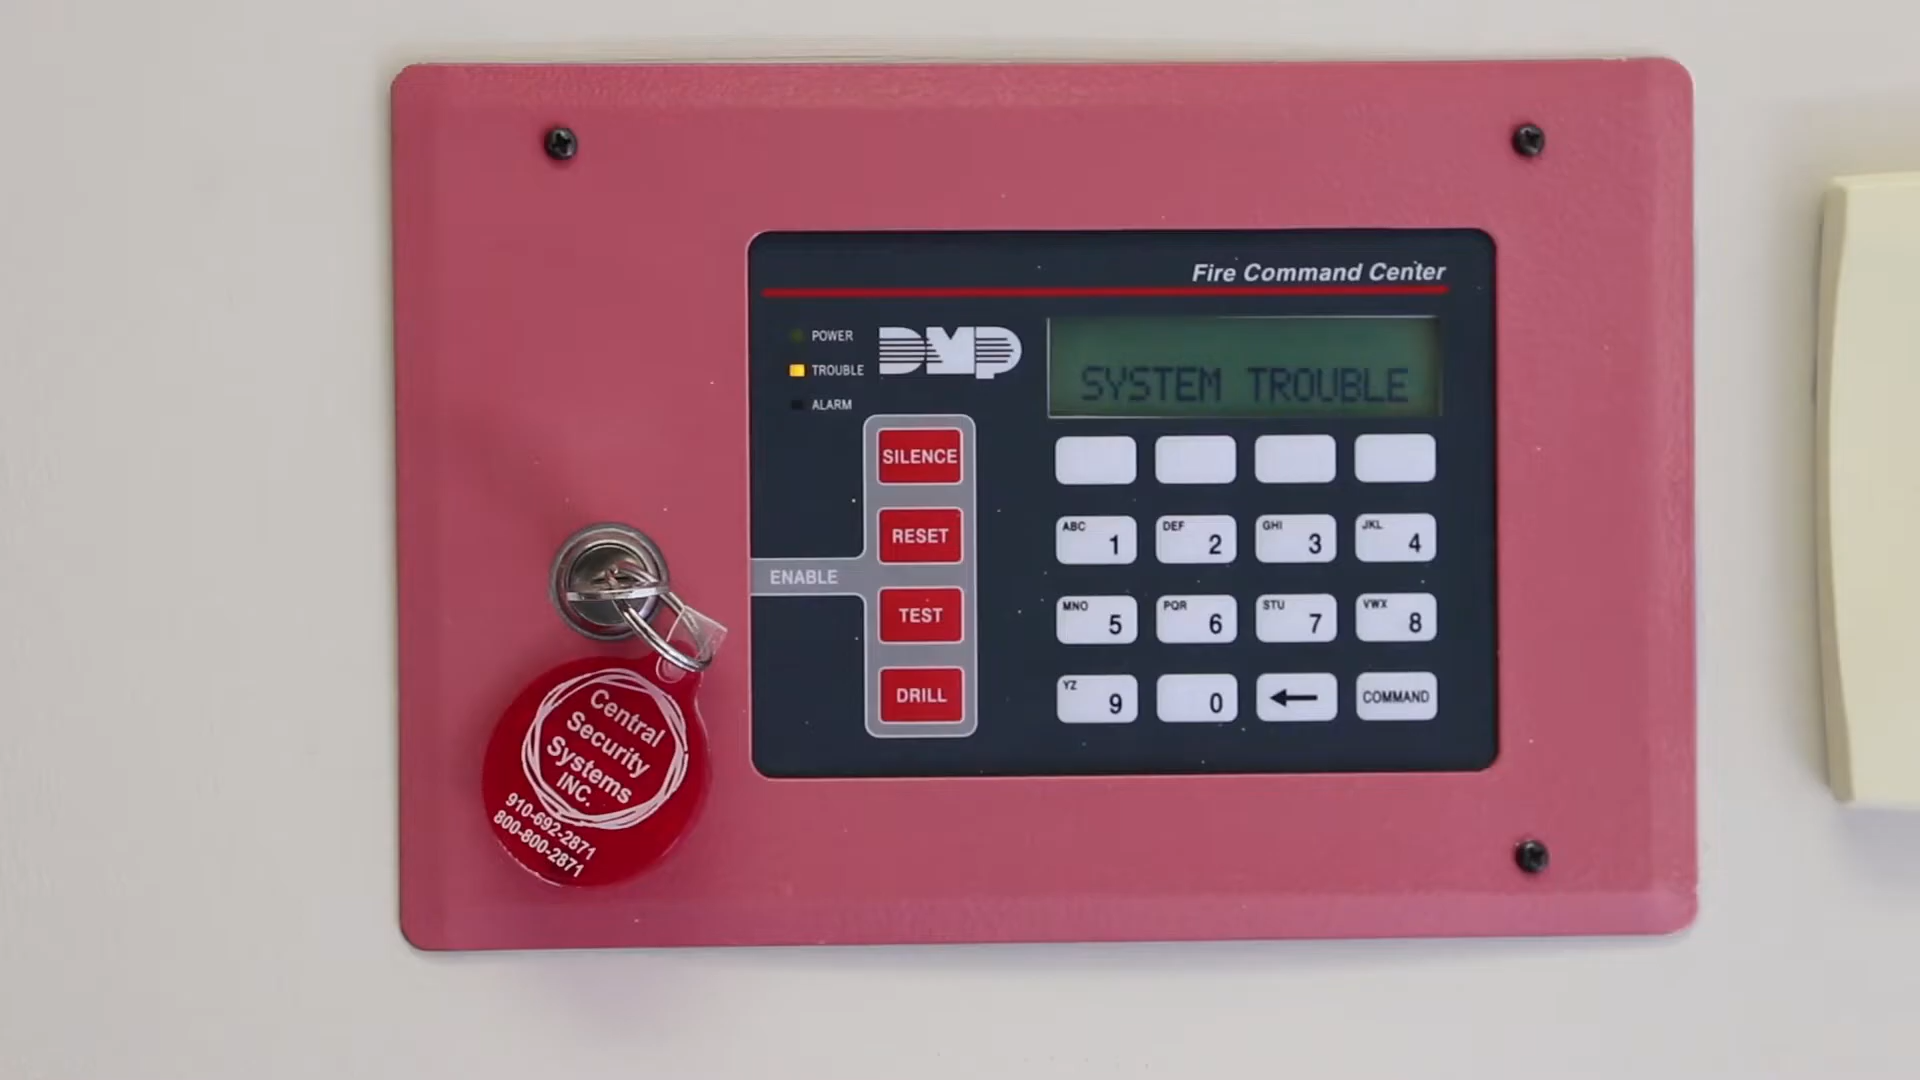 Fire Command Center
POWER
TROUBLE
ALARM
DMP
SYSTEM TROUBLE
SILENCE
RESET
ENABLE
TEST
DRILL
ABC 1
DEF 2
GHI 3
JKL 4
MNO 5
PQR 6
STU 7
VWX 8
YZ 9
0
COMMAND
Central
Security
Systems
INC.
910-692-2871
800-800-2871